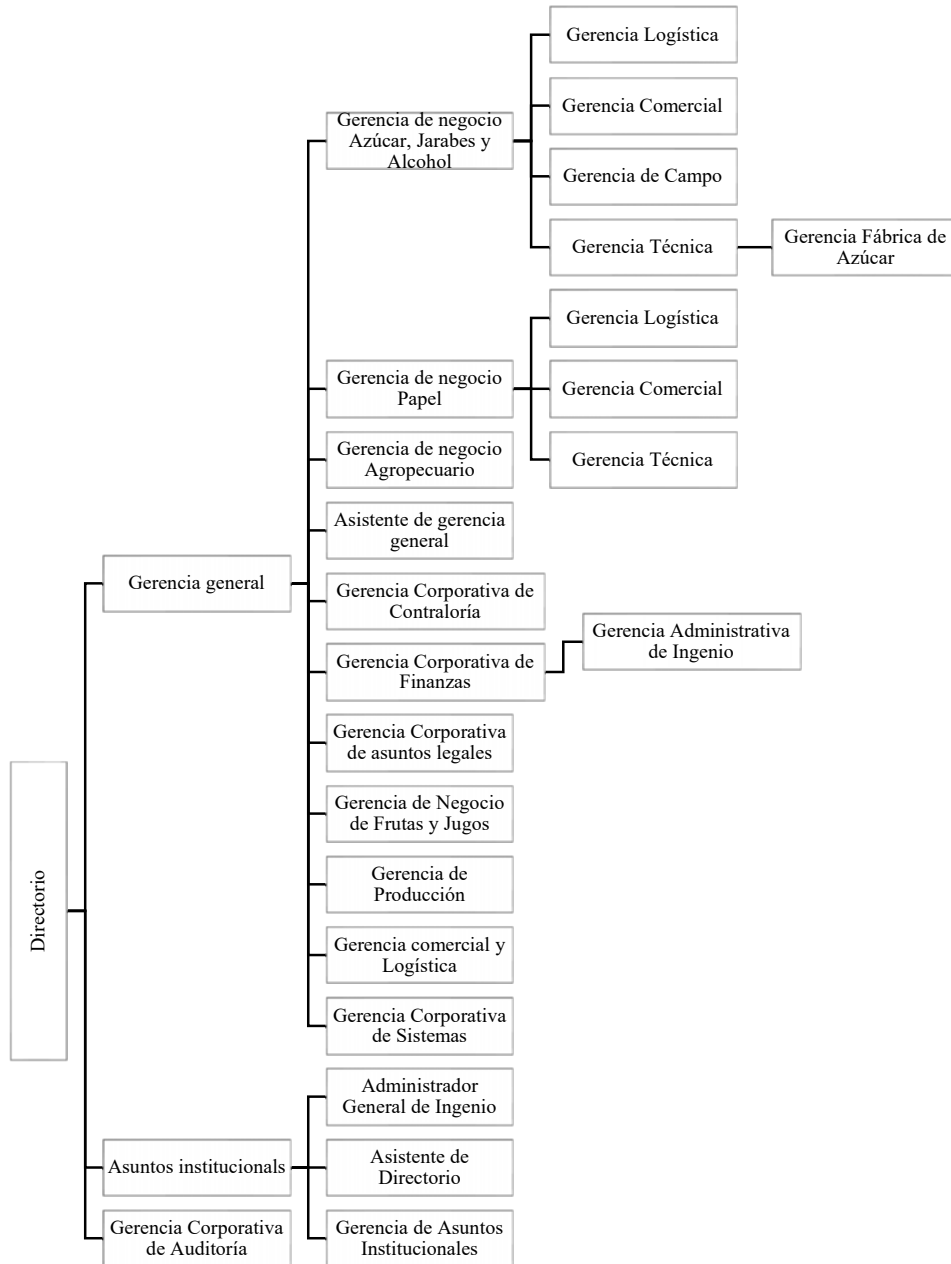 Gerencia Logística
Gerencia Comercial
Gerencia de negocio
Azúcar, Jarabes y
Alcohol
Gerencia de Campo
Gerencia Técnica
Gerencia Fábrica de
Azúcar
Gerencia Logística
Gerencia de negocio
Papel
Gerencia Comercial
Gerencia de negocio
Agropecuario
Gerencia Técnica
Asistente de gerencia
general
Gerencia general
Gerencia Corporativa de
Contraloría
Gerencia Corporativa de
Finanzas
Gerencia Administrativa
de Ingenio
Gerencia Corporativa
de asuntos legales
Gerencia de Negocio
de Frutas y Jugos
Gerencia de
Producción
Directorio
Gerencia comercial y
Logística
Gerencia Corporativa
de Sistemas
Administrador
General de Ingenio
Asuntos institucionals
Asistente de
Directorio
Gerencia Corporativa
de Auditoría
Gerencia de Asuntos
Institucionales